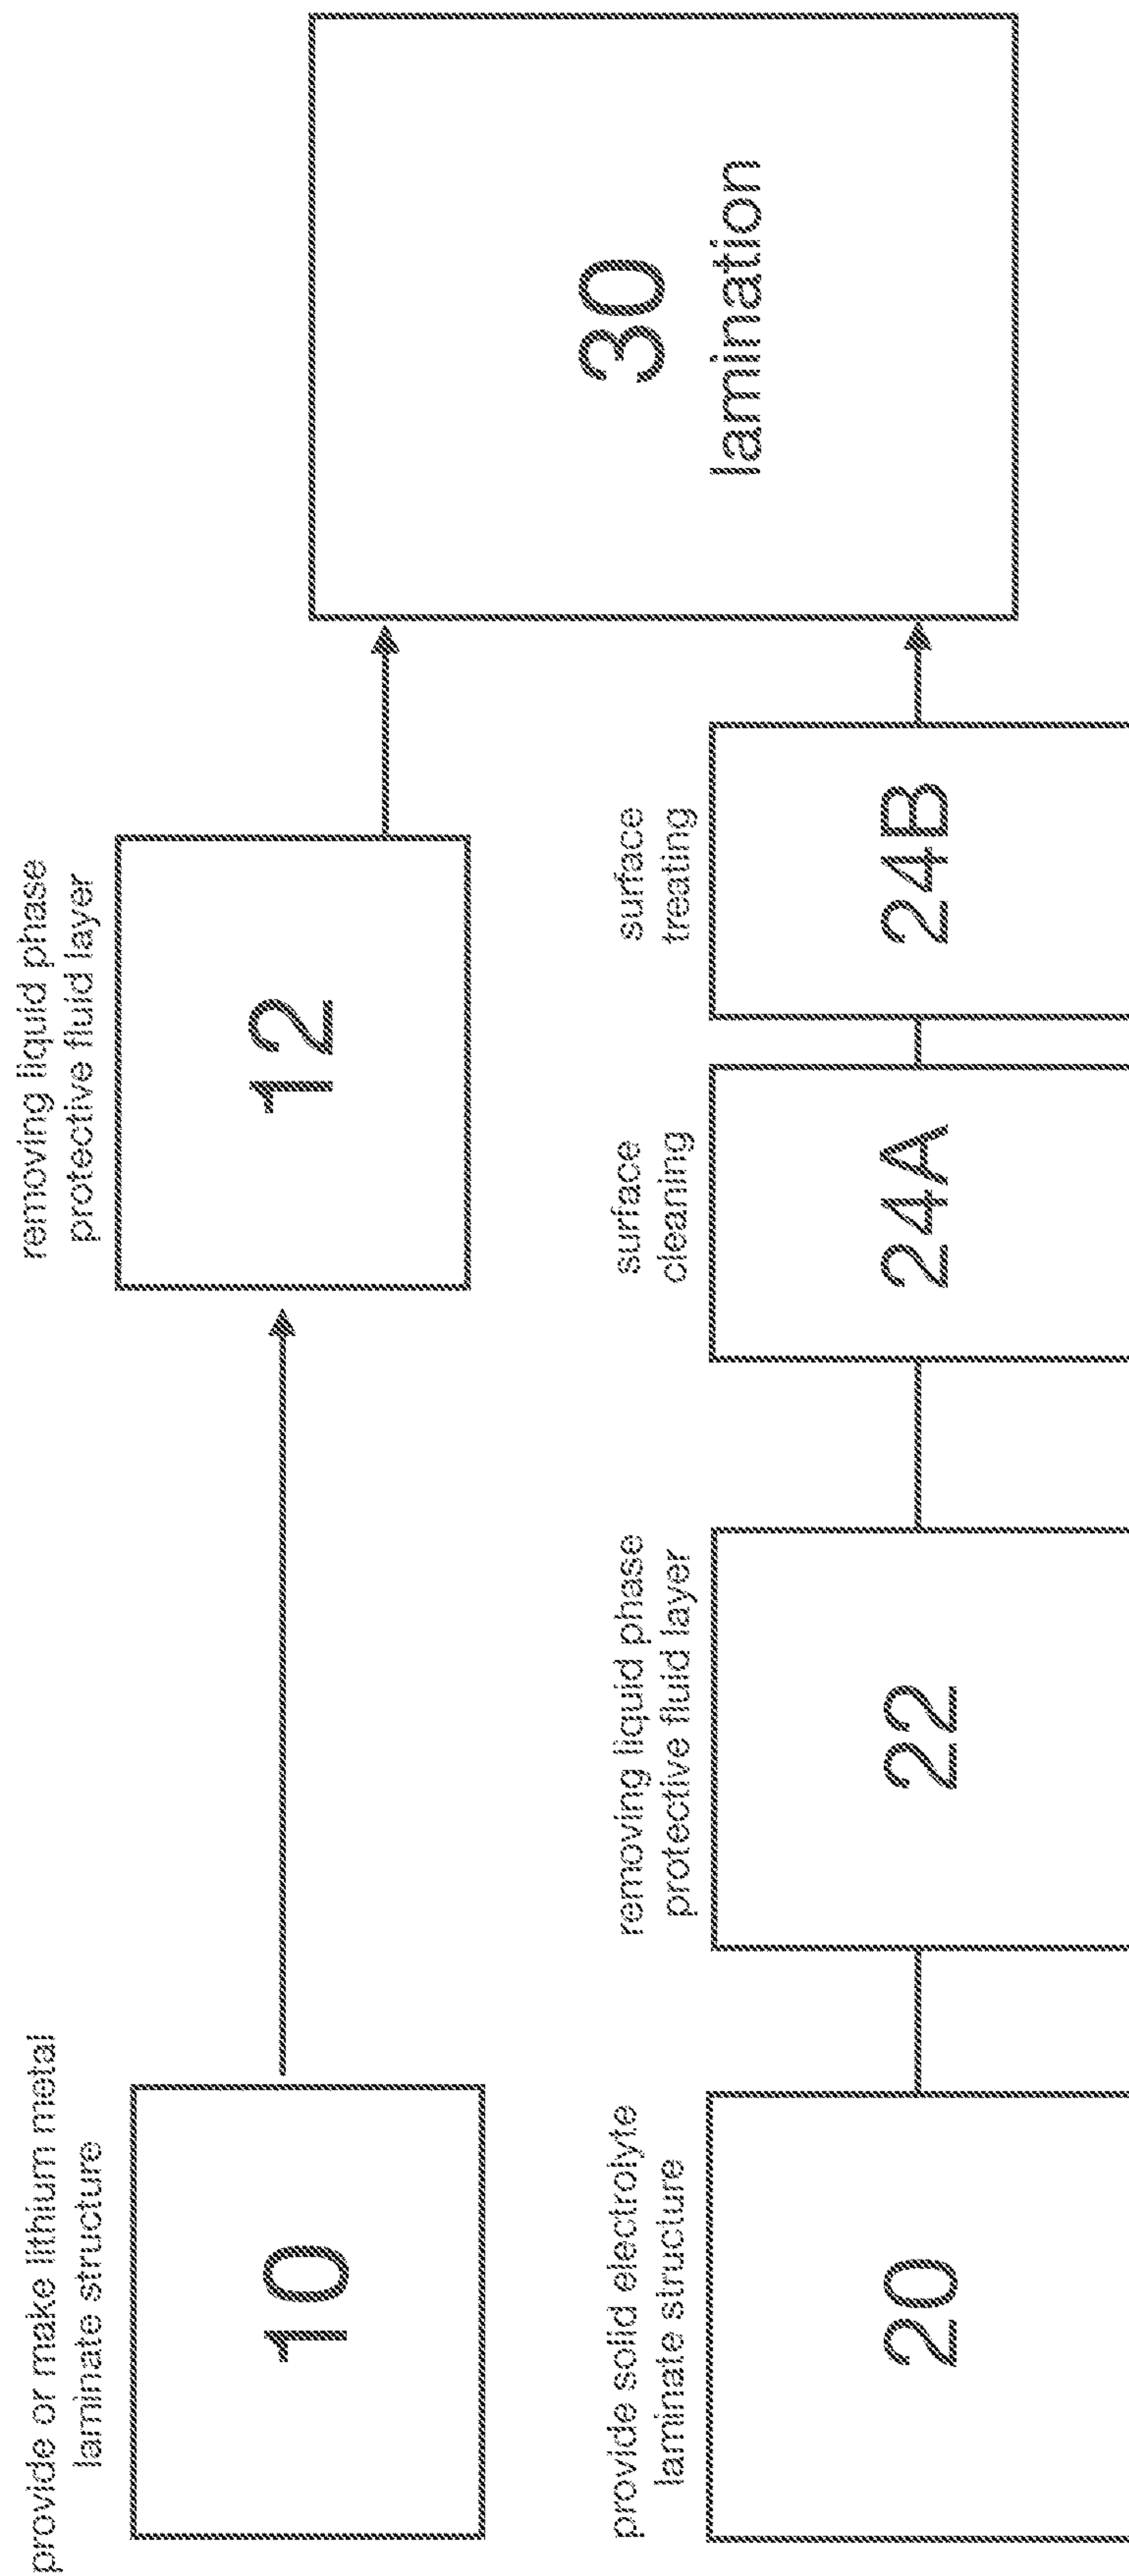 provide or make lithium metal
laminate structure
10
removing liquid phase
protective fluid layer
12
provide solid electrolyte
laminate structure
20
removing liquid phase
protective fluid layer
22
surface
cleaning
24A
surface
treating
24B
30
lamination